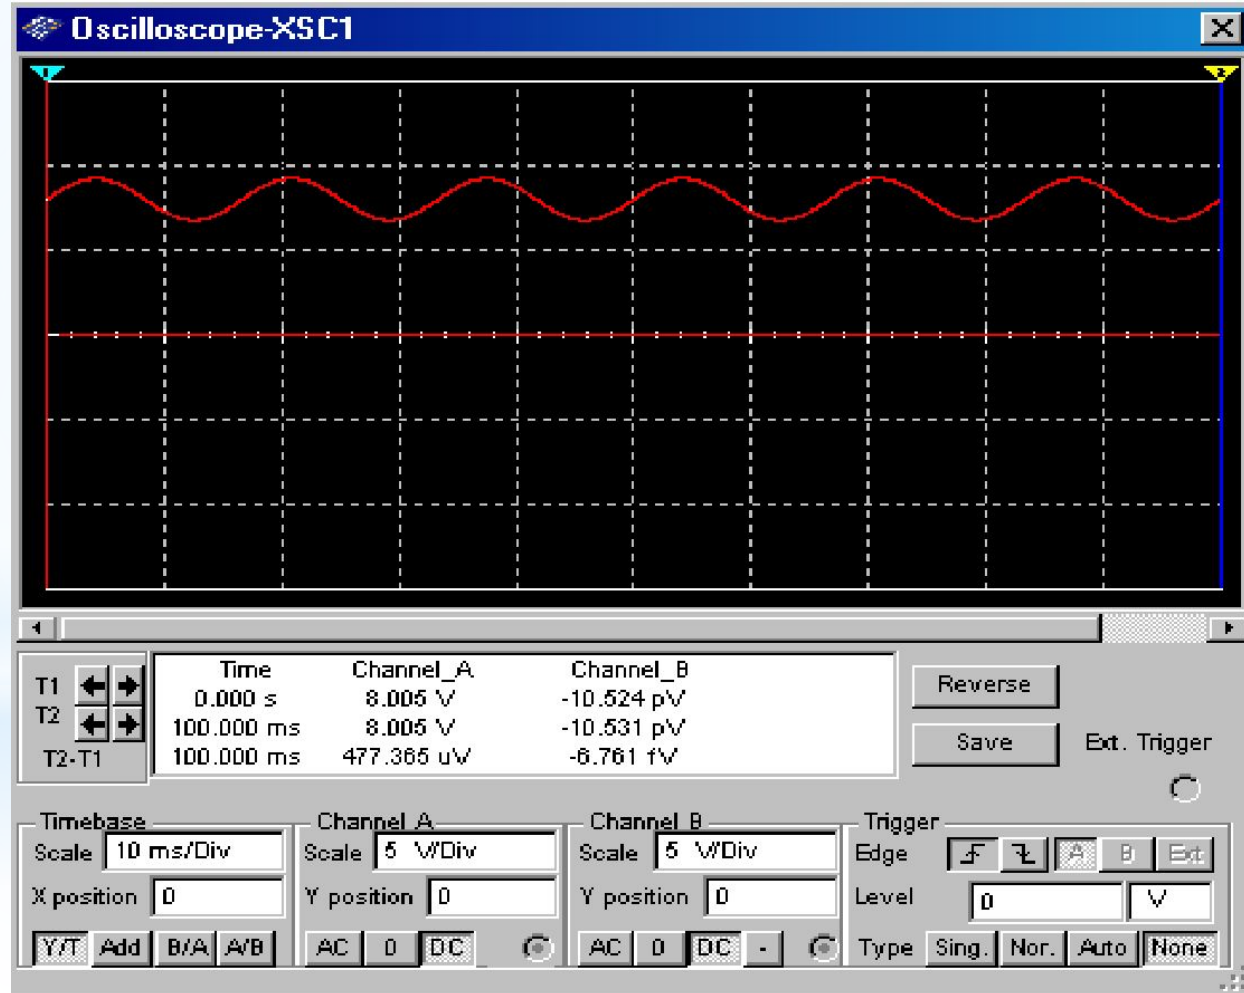 Oscilloscope-XSC1
1 2
Time Channel_A Channel_B
T1 0.000 s 8.005 V -10.524 pV
T2 100.000 ms 8.005 V -10.531 pV
T2-T1 100.000 ms 477.365 uV -6.761 fV
Reverse
Save
Ext. Trigger
Timebase
Scale 10 ms/Div
X position 0
Y/T Add B/A A/B
Channel A
Scale 5 V/Div
Y position 0
AC 0 DC
Channel B
Scale 5 V/Div
Y position 0
AC 0 DC -
Trigger
Edge A B Ext
Level 0 V
Type Sing. Nor. Auto None